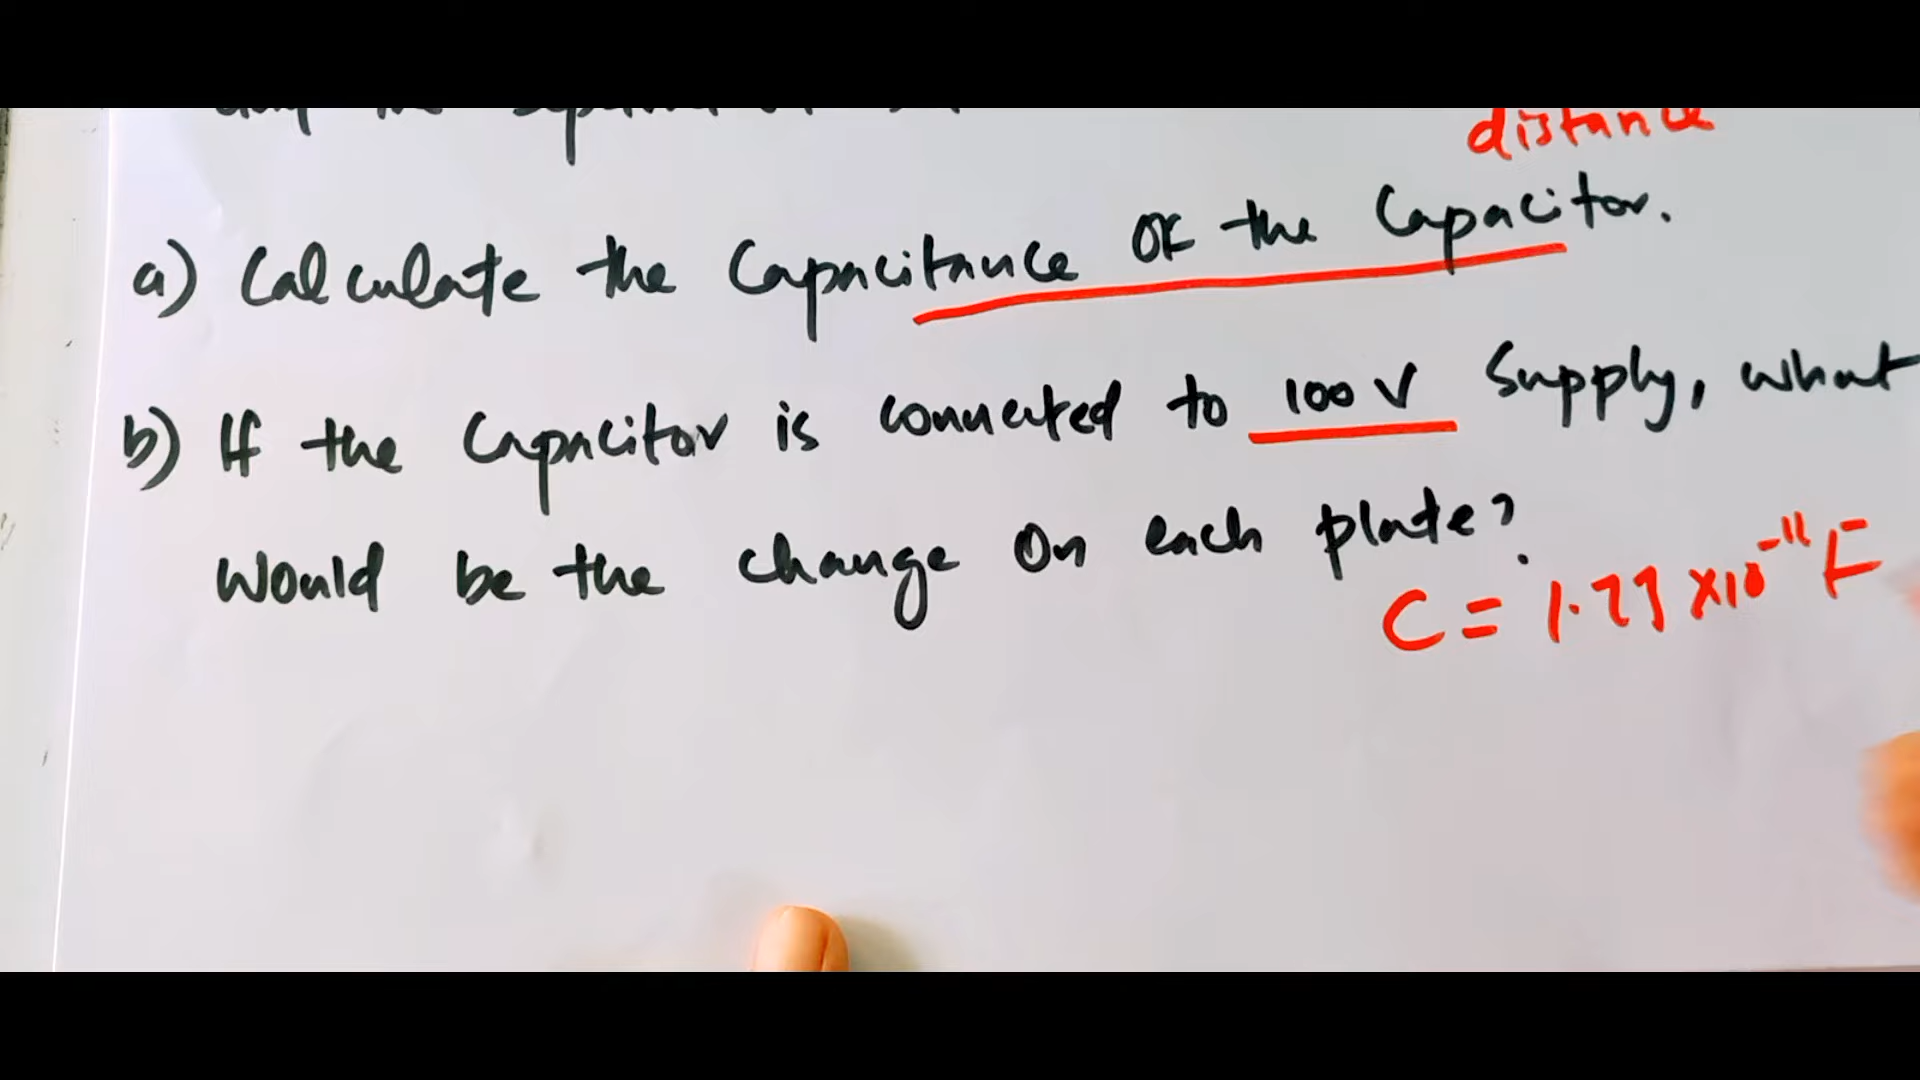 distance
a) Calculate the Capacitance of the Capacitor.
b) If the Capacitor is connected to 100 V Supply, what
would be the change on each plate?
C = 1.77 × 10⁻¹¹ F